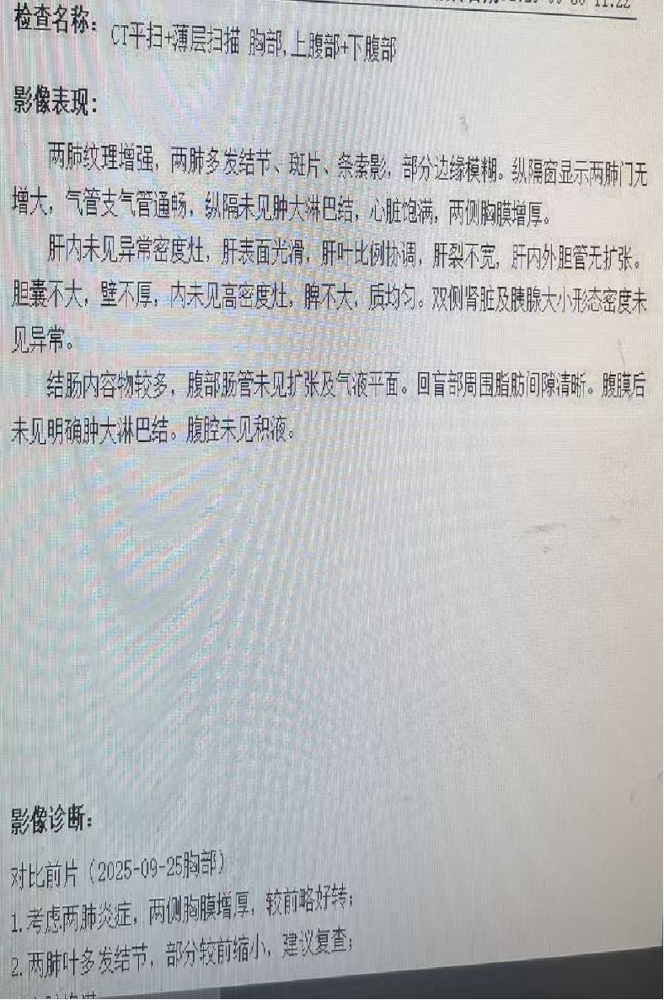 检查名称： CT平扫+薄层扫描 胸部,上腹部+下腹部
影像表现：
两肺纹理增强，两肺多发结节、斑片、条索影，部分边缘模糊。纵隔窗显示两肺门无
增大，气管支气管通畅，纵隔未见肿大淋巴结，心脏饱满，两侧胸膜增厚。
肝内未见异常密度灶，肝表面光滑，肝叶比例协调，肝裂不宽，肝内外胆管无扩张。
胆囊不大，壁不厚，内未见高密度灶，脾不大，质均匀。双侧肾脏及胰腺大小形态密度未
见异常。
结肠内容物较多，腹部肠管未见扩张及气液平面。回盲部周围脂肪间隙清晰。腹膜后
未见明确肿大淋巴结。腹腔未见积液。
影像诊断：
对比前片（2025-09-25胸部）
1.考虑两肺炎症，两侧胸膜增厚，较前略好转；
2.两肺叶多发结节，部分较前缩小，建议复查；